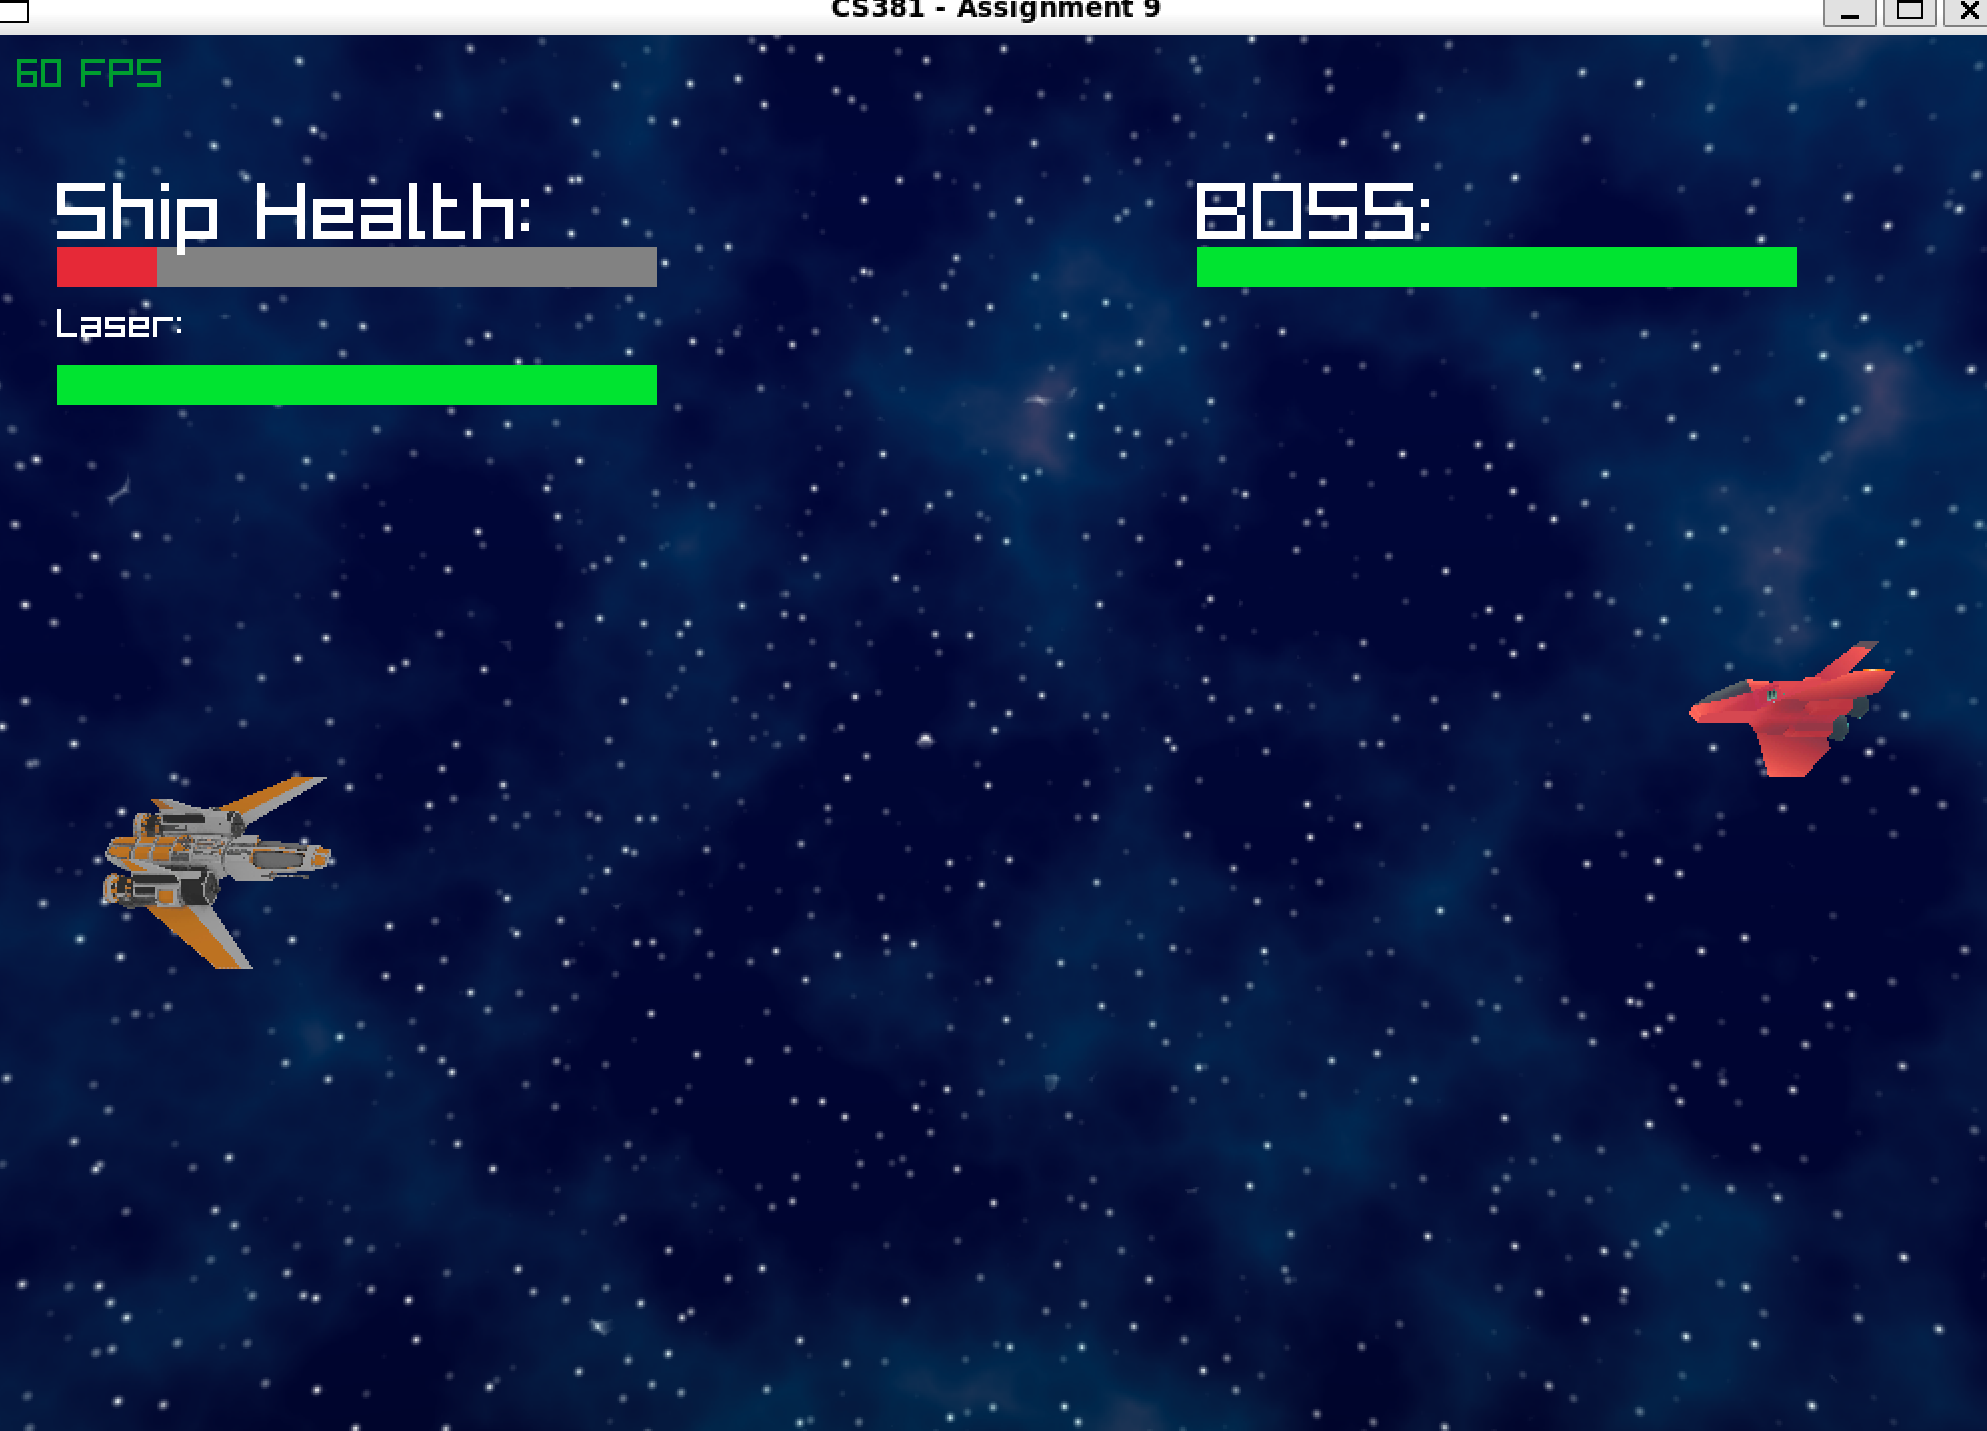 CS381 - Assignment 9
60 FPS
Ship Health:
BOSS:
Laser: